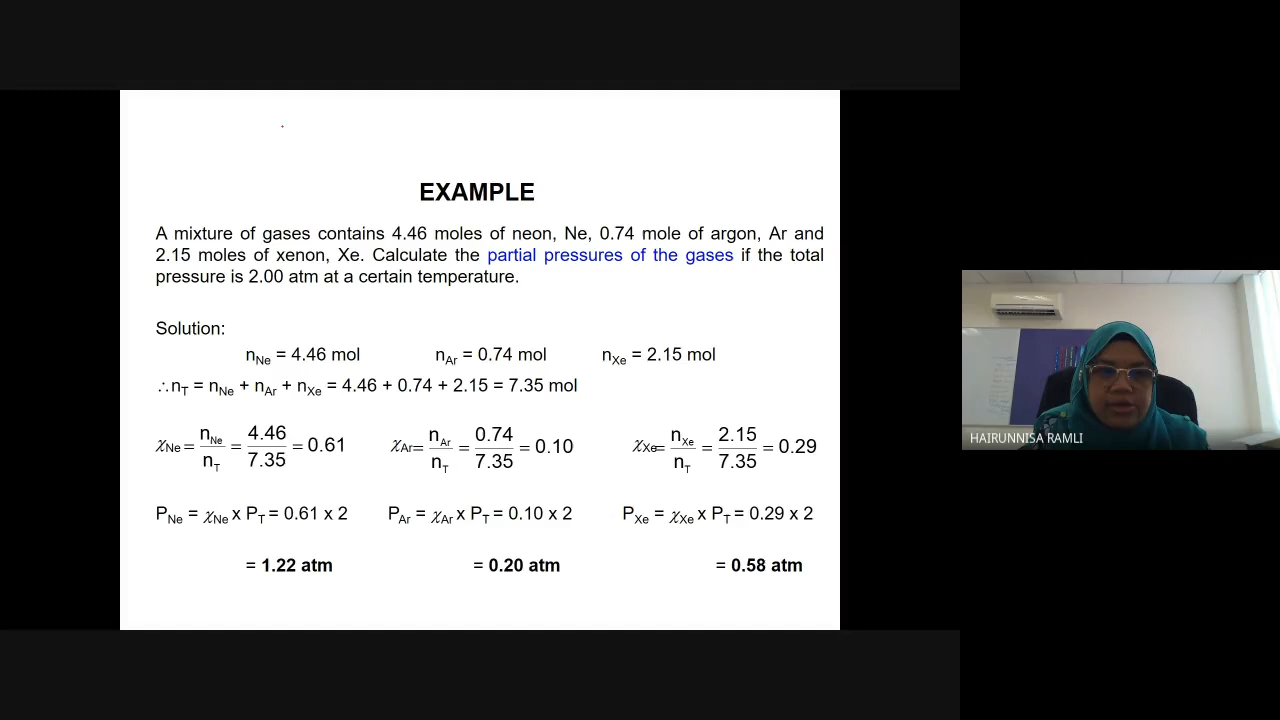 EXAMPLE
A mixture of gases contains 4.46 moles of neon, Ne, 0.74 mole of argon, Ar and
2.15 moles of xenon, Xe. Calculate the partial pressures of the gases if the total
pressure is 2.00 atm at a certain temperature.
Solution:
nNe = 4.46 mol nAr = 0.74 mol nXe = 2.15 mol
∴nT = nNe + nAr + nXe = 4.46 + 0.74 + 2.15 = 7.35 mol
χNe = nNe/nT = 4.46/7.35 = 0.61 χAr = nAr/nT = 0.74/7.35 = 0.10 χXe = nXe/nT = 2.15/7.35 = 0.29
PNe = χNe x PT = 0.61 x 2 PAr = χAr x PT = 0.10 x 2 PXe = χXe x PT = 0.29 x 2
= 1.22 atm = 0.20 atm = 0.58 atm
HAIRUNNISA RAMLI